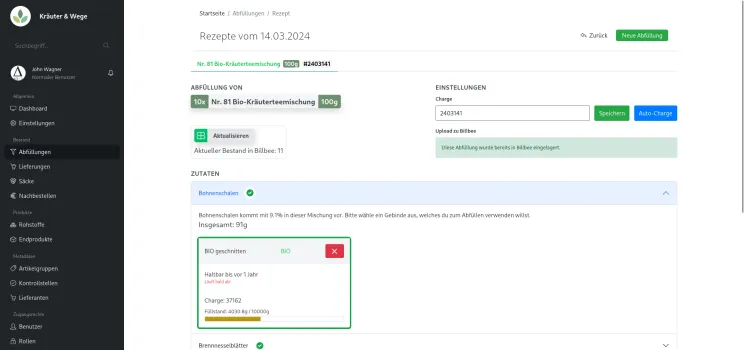 Kräuter & Wege
Suchbegriff...
John Wagner
Normaler Benutzer
Allgemein
Dashboard
Einstellungen
Bestand
Abfüllungen
Lieferungen
Säcke
Nachbestellen
Produkte
Rohstoffe
Endprodukte
Metadaten
Artikelgruppen
Kontrollstellen
Lieferanten
Zugangsrechte
Benutzer
Rollen
Startseite / Abfüllungen / Rezept
Rezepte vom 14.03.2024
Zurück
Neue Abfüllung
Nr. 81 Bio-Kräuterteemischung 100g #2403141
ABFÜLLUNG VON
10x Nr. 81 Bio-Kräuterteemischung 100g
Aktualisieren
Aktueller Bestand in Billbee: 11
EINSTELLUNGEN
Charge
2403141
Speichern
Auto-Charge
Upload zu Billbee
Diese Abfüllung wurde bereits in Billbee eingelagert.
ZUTATEN
Bohnenschalen
Bohnenschalen kommt mit 9.1% in dieser Mischung vor. Bitte wähle ein Gebinde aus, welches du zum Abfüllen verwenden willst.
Insgesamt: 91g
BIO geschnitten BIO
Haltbar bis vor 1 Jahr
Läuft bald ab!
Charge: 37162
Füllstand: 4030.8g / 10000g
Brennnesselblätter